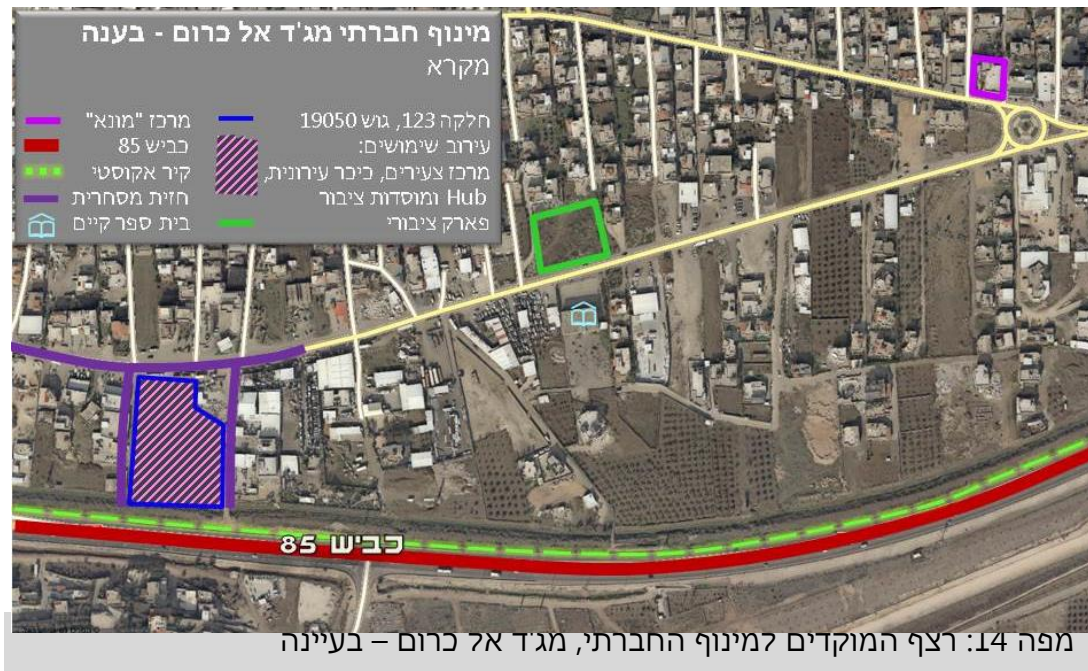 מינוף חברתי מג'ד אל כרום - בענה
מקרא
חלקה 123, גוש 19050
עירוב שימושים:
מרכז צעירים, כיכר עירונית,
Hub ומוסדות ציבור
פארק ציבורי
מרכז "מונא"
כביש 85
קיר אקוסטי
חזית מסחרית
בית ספר קיים
כביש 85
מפה 14: רצף המוקדים למינוף החברתי, מג'ד אל כרום – בעיינה